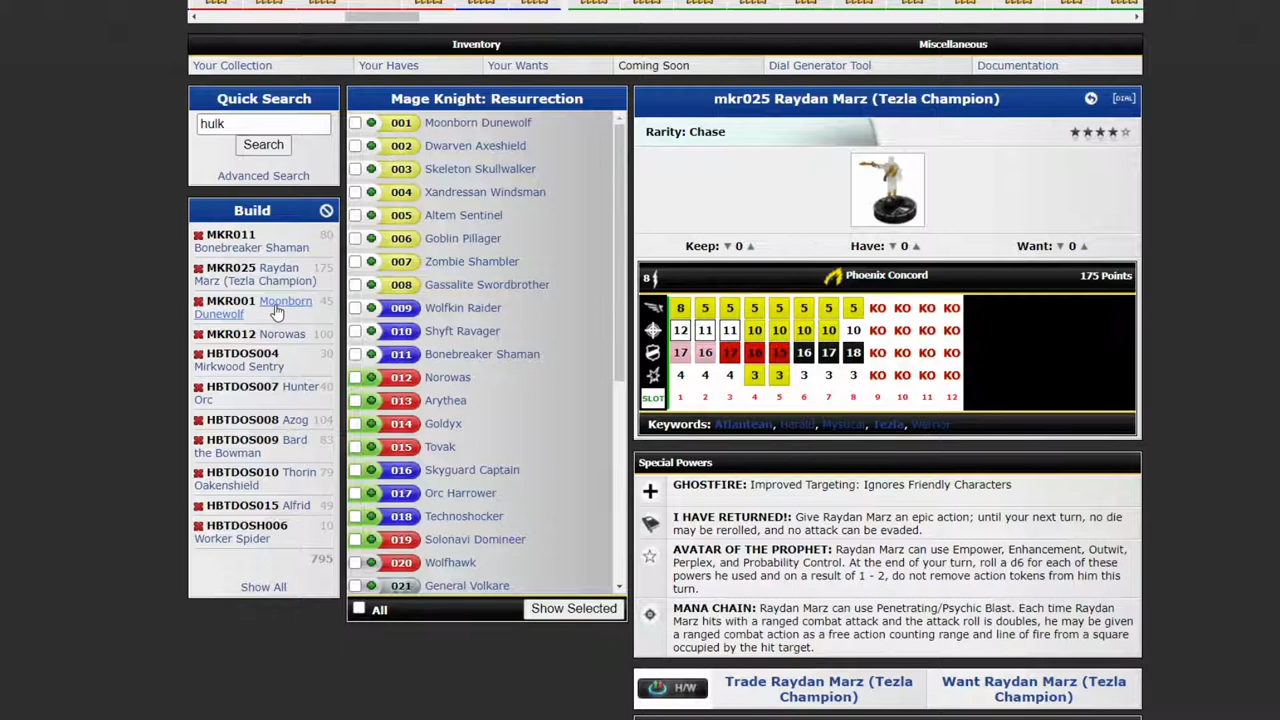 Inventory
Miscellaneous
Your Collection
Your Haves
Your Wants
Coming Soon
Dial Generator Tool
Documentation
Quick Search
hulk
Search
Advanced Search
Build
MKR011 80
Bonebreaker Shaman
MKR025 Raydan 175
Marz (Tezla Champion)
MKR001 Moonborn 45
Dunewolf
MKR012 Norowas 100
HBTDOS004 30
Mirkwood Sentry
HBTDOS007 Hunter 40
Orc
HBTDOS008 Azog 104
HBTDOS009 Bard 83
the Bowman
HBTDOS010 Thorin 79
Oakenshield
HBTDOS015 Alfrid 49
HBTDOSH006 10
Worker Spider
795
Show All
Mage Knight: Resurrection
001 Moonborn Dunewolf
002 Dwarven Axeshield
003 Skeleton Skullwalker
004 Xandressan Windsman
005 Altem Sentinel
006 Goblin Pillager
007 Zombie Shambler
008 Gassalite Swordbrother
009 Wolfkin Raider
010 Shyft Ravager
011 Bonebreaker Shaman
012 Norowas
013 Arythea
014 Goldyx
015 Tovak
016 Skyguard Captain
017 Orc Harrower
018 Technoshocker
019 Solonavi Domineer
020 Wolfhawk
021 General Volkare
All
Show Selected
mkr025 Raydan Marz (Tezla Champion)
[DIAL]
Rarity: Chase
Keep: ▼ 0 ▲ Have: ▼ 0 ▲ Want: ▼ 0 ▲
8 Phoenix Concord 175 Points
8 5 5 5 5 5 5 5 KO KO KO KO
12 11 11 10 10 10 10 10 KO KO KO KO
17 16 17 16 15 16 17 18 KO KO KO KO
4 4 4 3 3 3 3 3 KO KO KO KO
SLOT 1 2 3 4 5 6 7 8 9 10 11 12
Keywords: Atlantean, Herald, Mystical, Tezla, Warrior
Special Powers
GHOSTFIRE: Improved Targeting: Ignores Friendly Characters
I HAVE RETURNED!: Give Raydan Marz an epic action; until your next turn, no die
may be rerolled, and no attack can be evaded.
AVATAR OF THE PROPHET: Raydan Marz can use Empower, Enhancement, Outwit,
Perplex, and Probability Control. At the end of your turn, roll a d6 for each of these
powers he used and on a result of 1 - 2, do not remove action tokens from him this
turn.
MANA CHAIN: Raydan Marz can use Penetrating/Psychic Blast. Each time Raydan
Marz hits with a ranged combat attack and the attack roll is doubles, he may be given
a ranged combat action as a free action counting range and line of fire from a square
occupied by the hit target.
H/W
Trade Raydan Marz (Tezla
Champion)
Want Raydan Marz (Tezla
Champion)